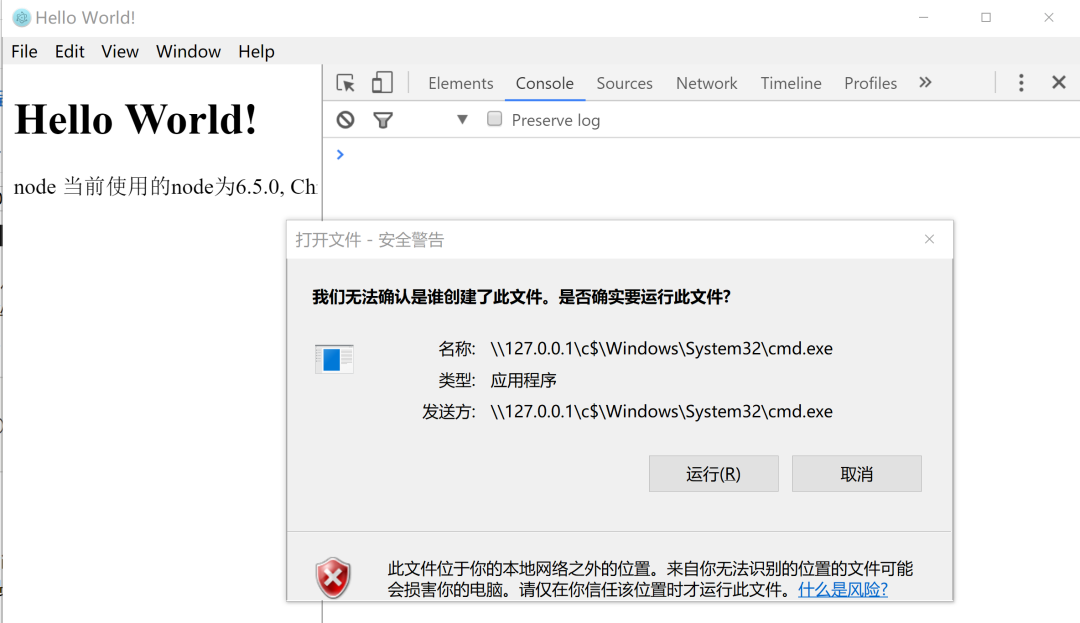 Hello World!
File Edit View Window Help
Elements Console Sources Network Timeline Profiles
Preserve log
Hello World!
node 当前使用的node为6.5.0, Ch
打开文件 - 安全警告
我们无法确认是谁创建了此文件。是否确实要运行此文件?
名称: \\127.0.0.1\c$\Windows\System32\cmd.exe
类型: 应用程序
发送方: \\127.0.0.1\c$\Windows\System32\cmd.exe
运行(R) 取消
此文件位于你的本地网络之外的位置。来自你无法识别的位置的文件可能
会损害你的电脑。请仅在你信任该位置时才运行此文件。什么是风险?